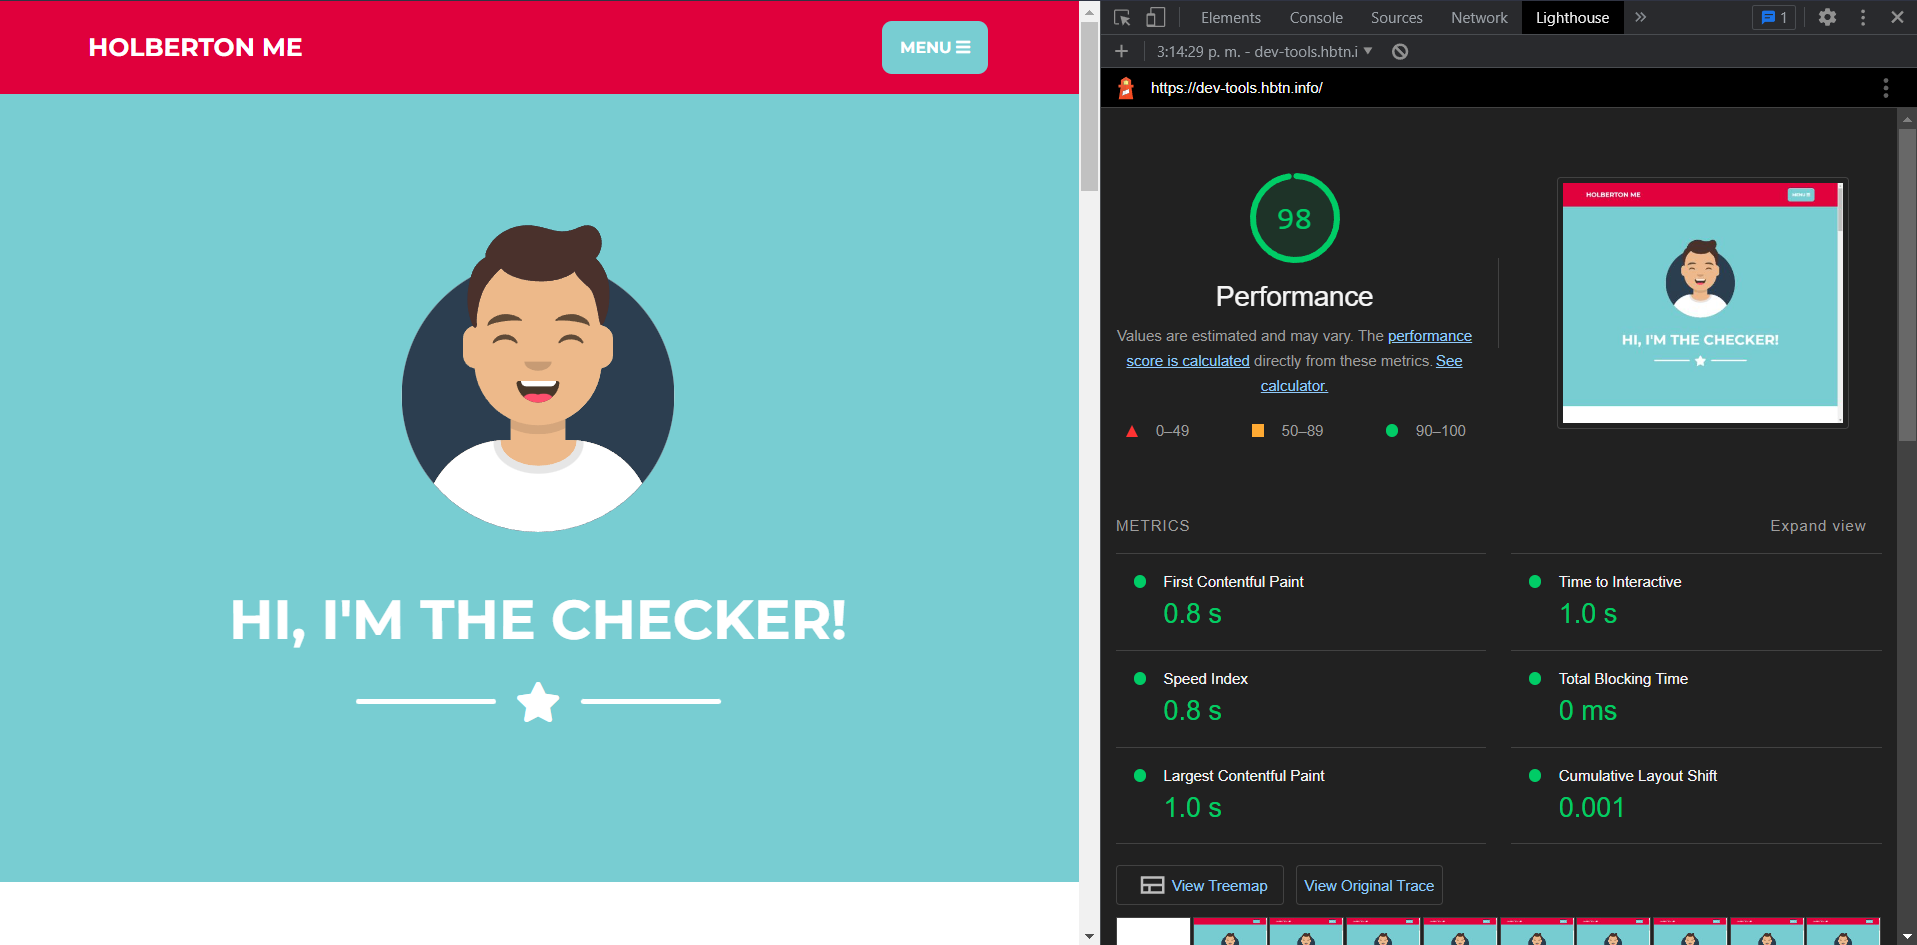 HOLBERTON ME
MENU
HI, I'M THE CHECKER!
Elements Console Sources Network Lighthouse 1
3:14:29 p. m. - dev-tools.hbtn.i
https://dev-tools.hbtn.info/
98
Performance
Values are estimated and may vary. The performance
score is calculated directly from these metrics. See
calculator.
0–49 50–89 90–100
HOLBERTON ME
MENU
HI, I'M THE CHECKER!
METRICS Expand view
First Contentful Paint
0.8 s
Time to Interactive
1.0 s
Speed Index
0.8 s
Total Blocking Time
0 ms
Largest Contentful Paint
1.0 s
Cumulative Layout Shift
0.001
View Treemap View Original Trace